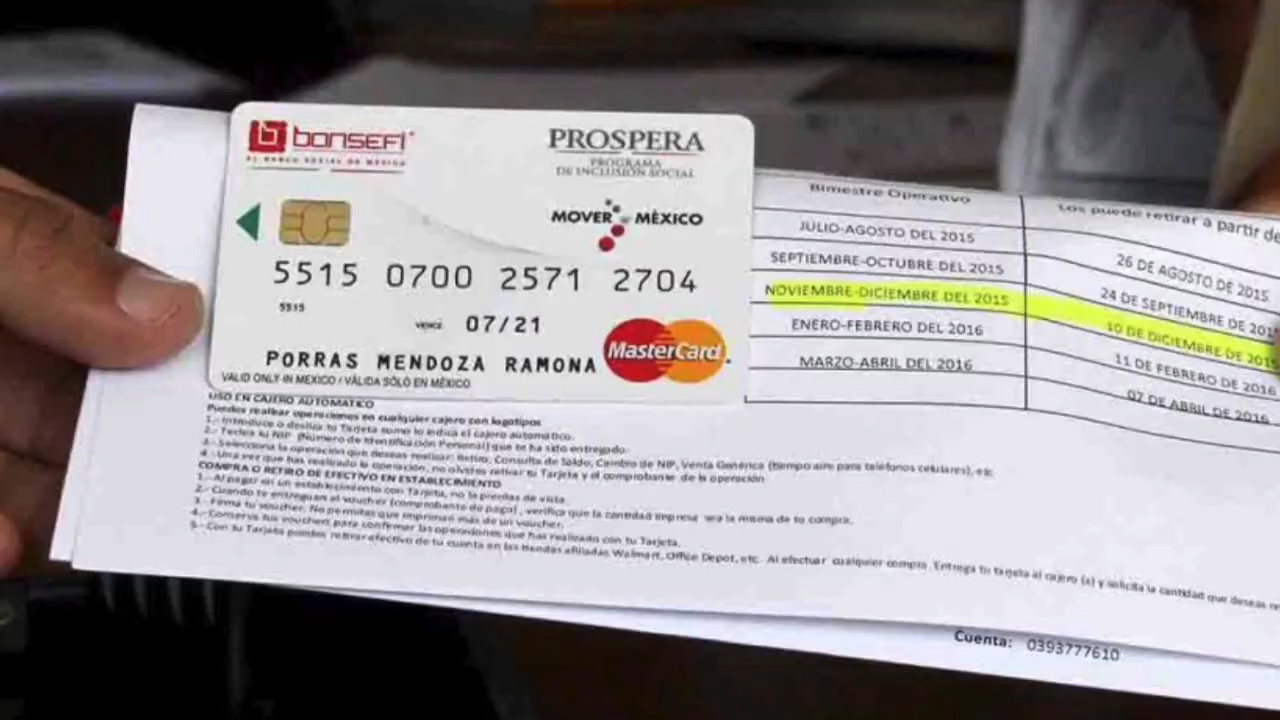 bansefi
EL BANCO SOCIAL DE MÉXICO
PROSPERA
PROGRAMA
DE INCLUSIÓN SOCIAL
MOVER A MÉXICO
5515 0700 2571 2704
5515
VENCE 07/21
PORRAS MENDOZA RAMONA
MasterCard
VALID ONLY IN MEXICO / VÁLIDA SÓLO EN MÉXICO
Bimestre Operativo Los puede retirar a partir de
JULIO-AGOSTO DEL 2015 26 DE AGOSTO DE 2015
SEPTIEMBRE-OCTUBRE DEL 2015 24 DE SEPTIEMBRE DE 201
NOVIEMBRE-DICIEMBRE DEL 2015 10 DE DICIEMBRE DE 2015
ENERO-FEBRERO DEL 2016 11 DE FEBRERO DE 2016
MARZO-ABRIL DEL 2016 07 DE ABRIL DE 2016
USO EN CAJERO AUTOMATICO
Puedes realizar operaciones en cualquier cajero con logotipos
1.- Introduce o desliza tu Tarjeta como lo indica el cajero automático.
2.- Teclea tu NIP (Número de Identificación Personal) que te ha sido entregado.
3.- Selecciona la operación que deseas realizar: Retiro, Consulta de Saldo, Cambio de NIP, Venta Genérica (tiempo aire para teléfonos celulares), etc
4.- Una vez que has realizado la operación, no olvides retirar tu Tarjeta y el comprobante de la operación
COMPRA O RETIRO DE EFECTIVO EN ESTABLECIMIENTO
1.- Al pagar en un establecimiento con Tarjeta, no la pierdas de vista.
2.- Cuando te entreguen el voucher (comprobante de pago), verifica que la cantidad impresa sea la misma de tu compra.
3.- Firma tu voucher. No permitas que impriman más de un voucher.
4.- Conserva tus vouchers para confirmar las operaciones que has realizado con tu Tarjeta.
5.- Con tu Tarjeta puedes retirar efectivo de tu cuenta en las tiendas afiliadas Walmart, Office Depot, etc. Al efectuar cualquier compra. Entrega tu tarjeta al cajero (a) y solicita la cantidad que deseas
Cuenta: 0393777610